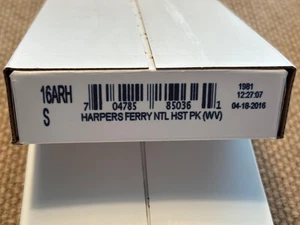 16ARH
S
7 04785 85036 1
HARPERS FERRY NTL HST PK (WV)
1981
12:27:07
04-18-2016